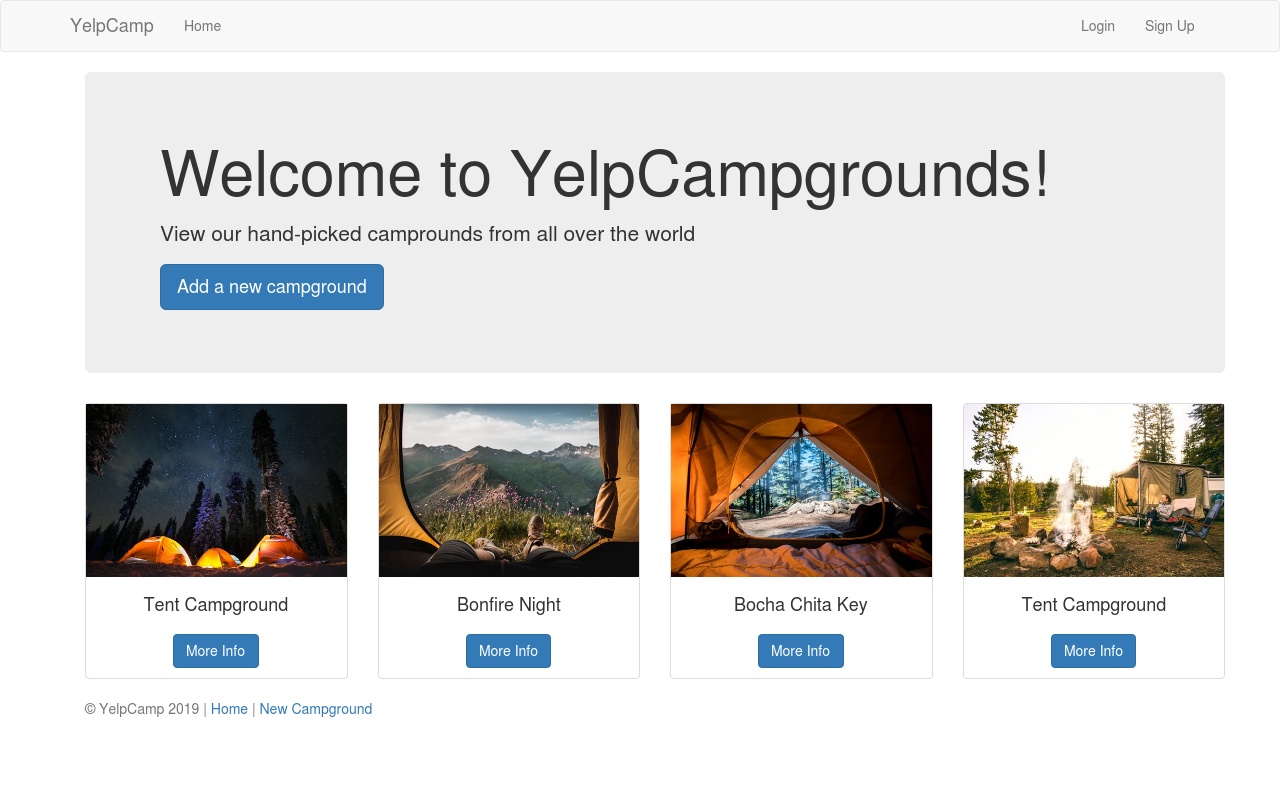 YelpCamp Home Login Sign Up
Welcome to YelpCampgrounds!
View our hand-picked camprounds from all over the world
Add a new campground
Tent Campground Bonfire Night Bocha Chita Key Tent Campground
More Info More Info More Info More Info
© YelpCamp 2019 | Home | New Campground